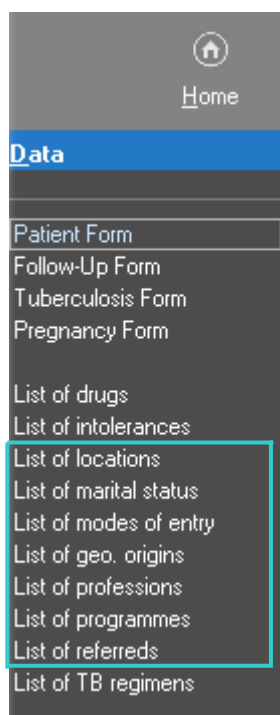 Home
Data
Patient Form
Follow-Up Form
Tuberculosis Form
Pregnancy Form
List of drugs
List of intolerances
List of locations
List of marital status
List of modes of entry
List of geo. origins
List of professions
List of programmes
List of referreds
List of TB regimens